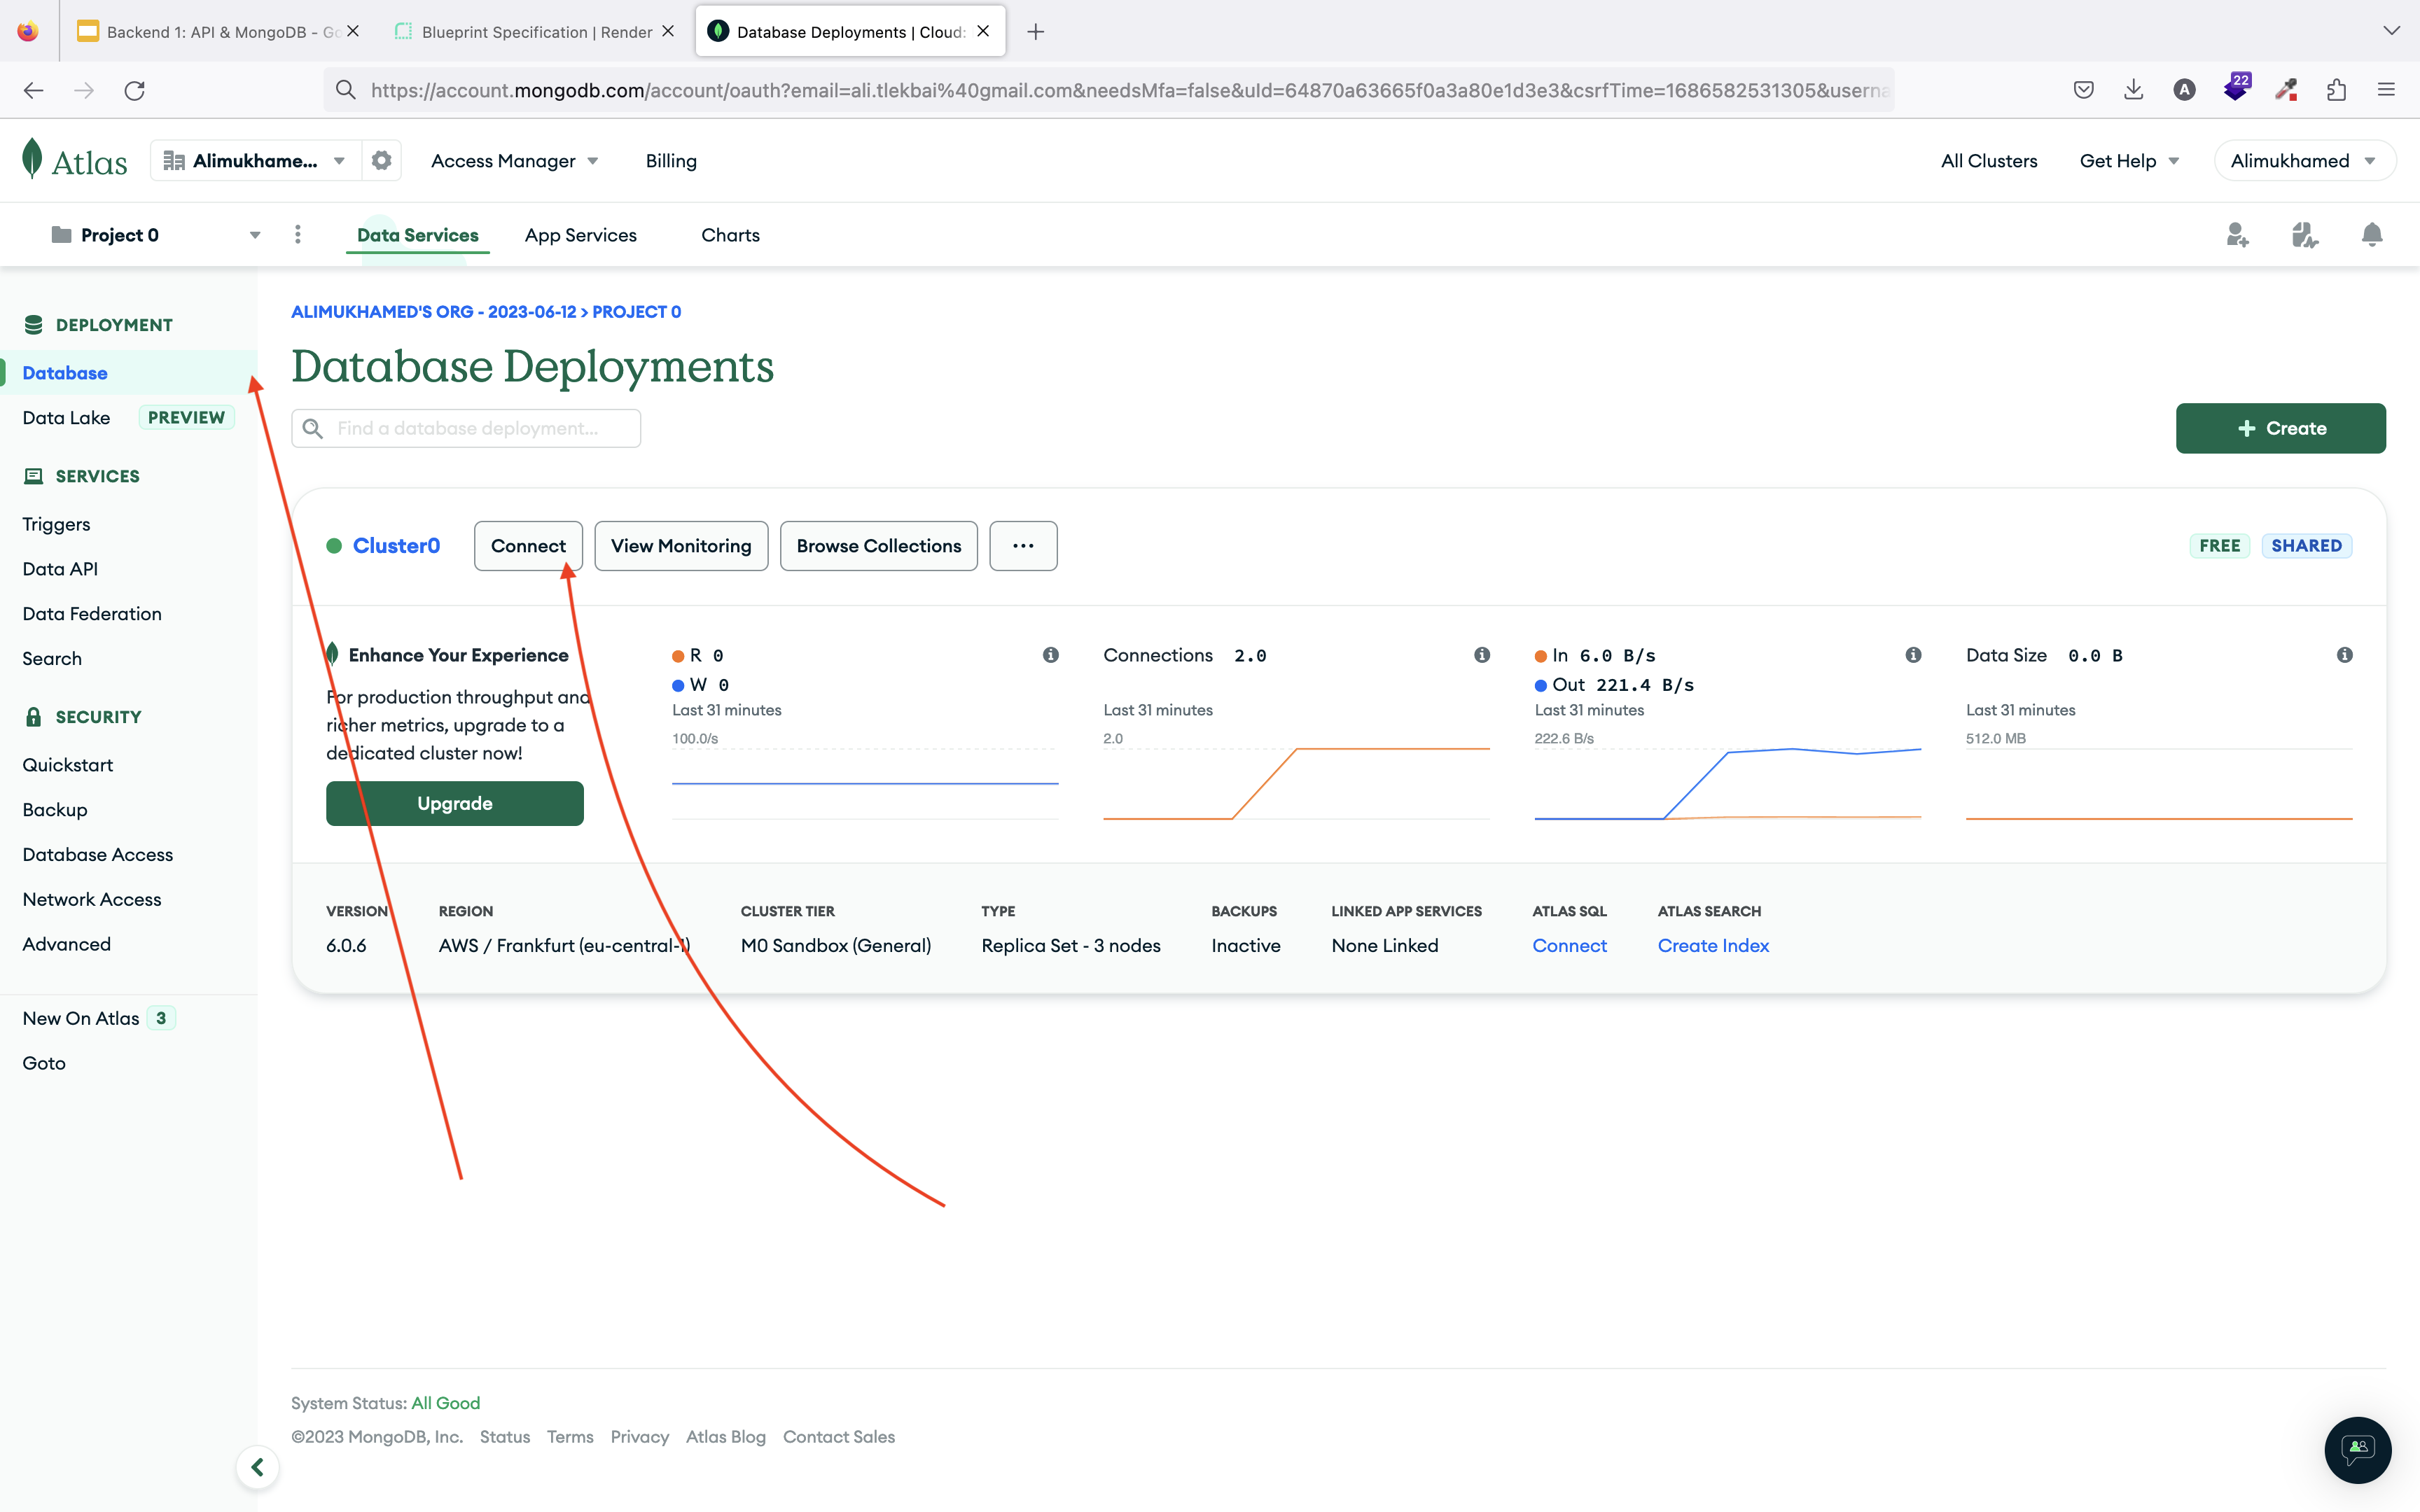 Backend 1: API & MongoDB - Go
Blueprint Specification | Render
Database Deployments | Cloud:
https://account.mongodb.com/account/oauth?email=ali.tlekbai%40gmail.com&needsMfa=false&uId=64870a63665f0a3a80e1d3e3&csrfTime=1686582531305&userna
A
22
Atlas
Alimukhame...
Access Manager
Billing
All Clusters
Get Help
Alimukhamed
Project 0
Data Services
App Services
Charts
DEPLOYMENT
Database
Data Lake PREVIEW
SERVICES
Triggers
Data API
Data Federation
Search
SECURITY
Quickstart
Backup
Database Access
Network Access
Advanced
New On Atlas 3
Goto
ALIMUKHAMED'S ORG - 2023-06-12 > PROJECT 0
Database Deployments
Find a database deployment...
+ Create
Cluster0
Connect
View Monitoring
Browse Collections
...
FREE
SHARED
Enhance Your Experience
For production throughput and
richer metrics, upgrade to a
dedicated cluster now!
Upgrade
R 0
W 0
Last 31 minutes
100.0/s
Connections 2.0
Last 31 minutes
2.0
In 6.0 B/s
Out 221.4 B/s
Last 31 minutes
222.6 B/s
Data Size 0.0 B
Last 31 minutes
512.0 MB
VERSION
6.0.6
REGION
AWS / Frankfurt (eu-central-1)
CLUSTER TIER
M0 Sandbox (General)
TYPE
Replica Set - 3 nodes
BACKUPS
Inactive
LINKED APP SERVICES
None Linked
ATLAS SQL
Connect
ATLAS SEARCH
Create Index
System Status: All Good
©2023 MongoDB, Inc. Status Terms Privacy Atlas Blog Contact Sales